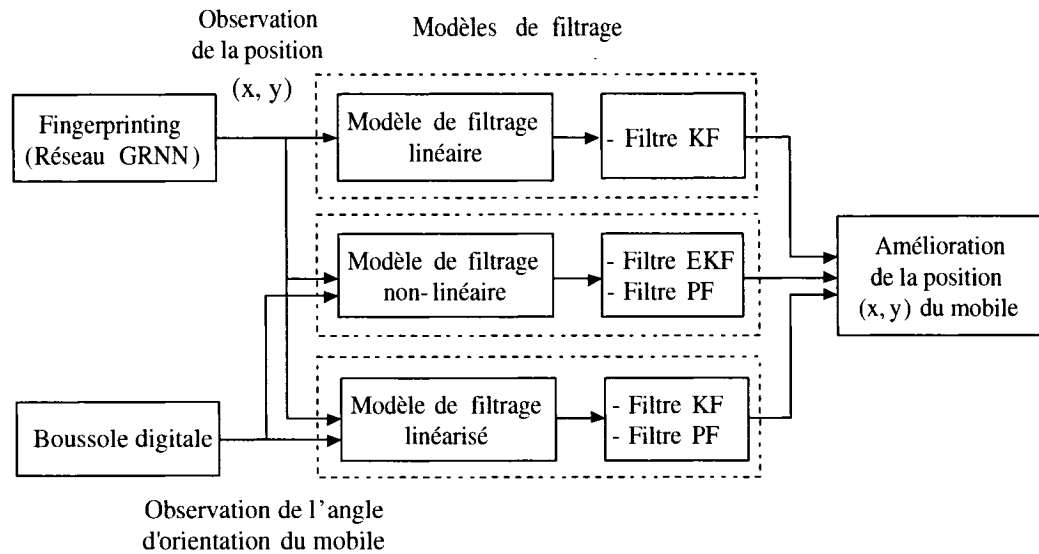 Observation
de la position
(x, y)
Modèles de filtrage
Fingerprinting
(Réseau GRNN)
Modèle de filtrage
linéaire
- Filtre KF
Modèle de filtrage
non-linéaire
- Filtre EKF
- Filtre PF
Amélioration
de la position
(x, y) du mobile
Boussole digitale
Modèle de filtrage
linéarisé
- Filtre KF
- Filtre PF
Observation de l'angle
d'orientation du mobile